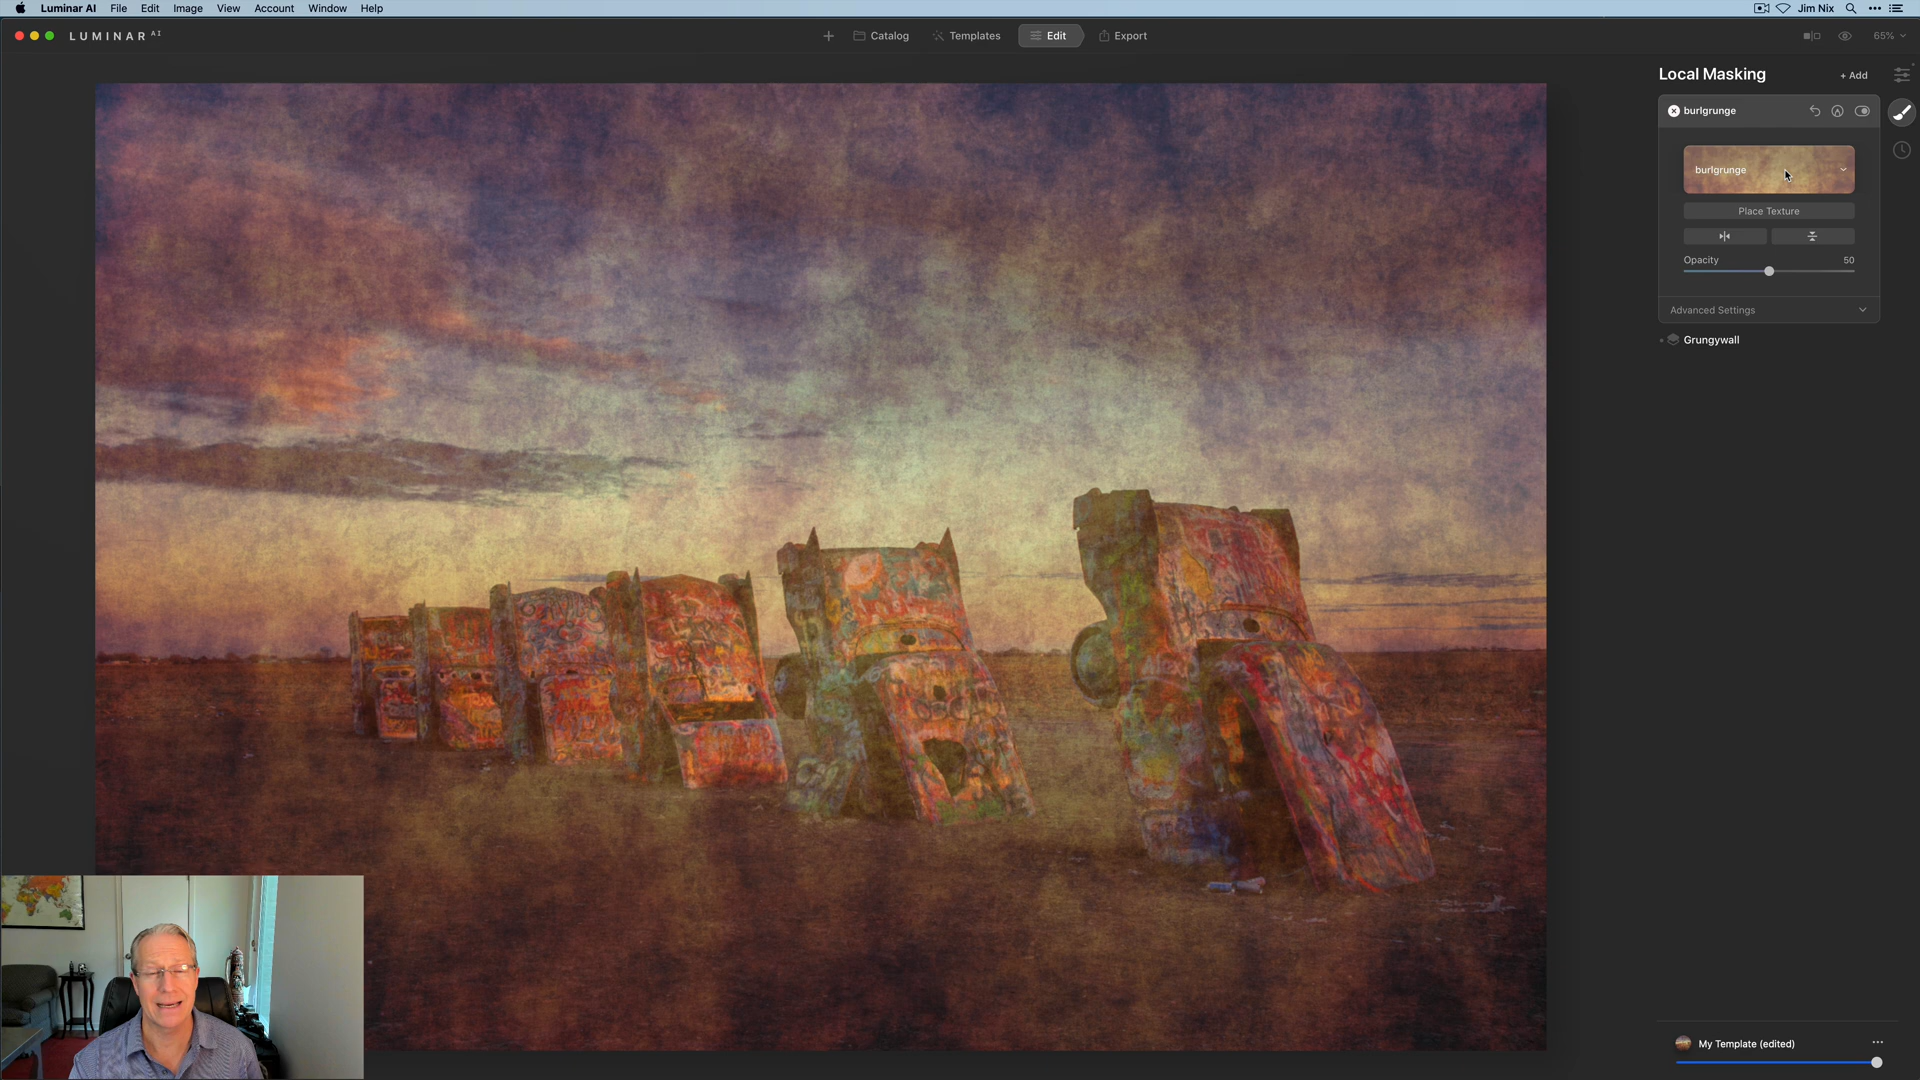 Luminar AI File Edit Image View Account Window Help Jim Nix
LUMINAR AI Catalog Templates Edit Export 65%
Local Masking + Add
burlgrunge
burlgrunge
Place Texture
Opacity 50
Advanced Settings
Grungywall
My Template (edited)